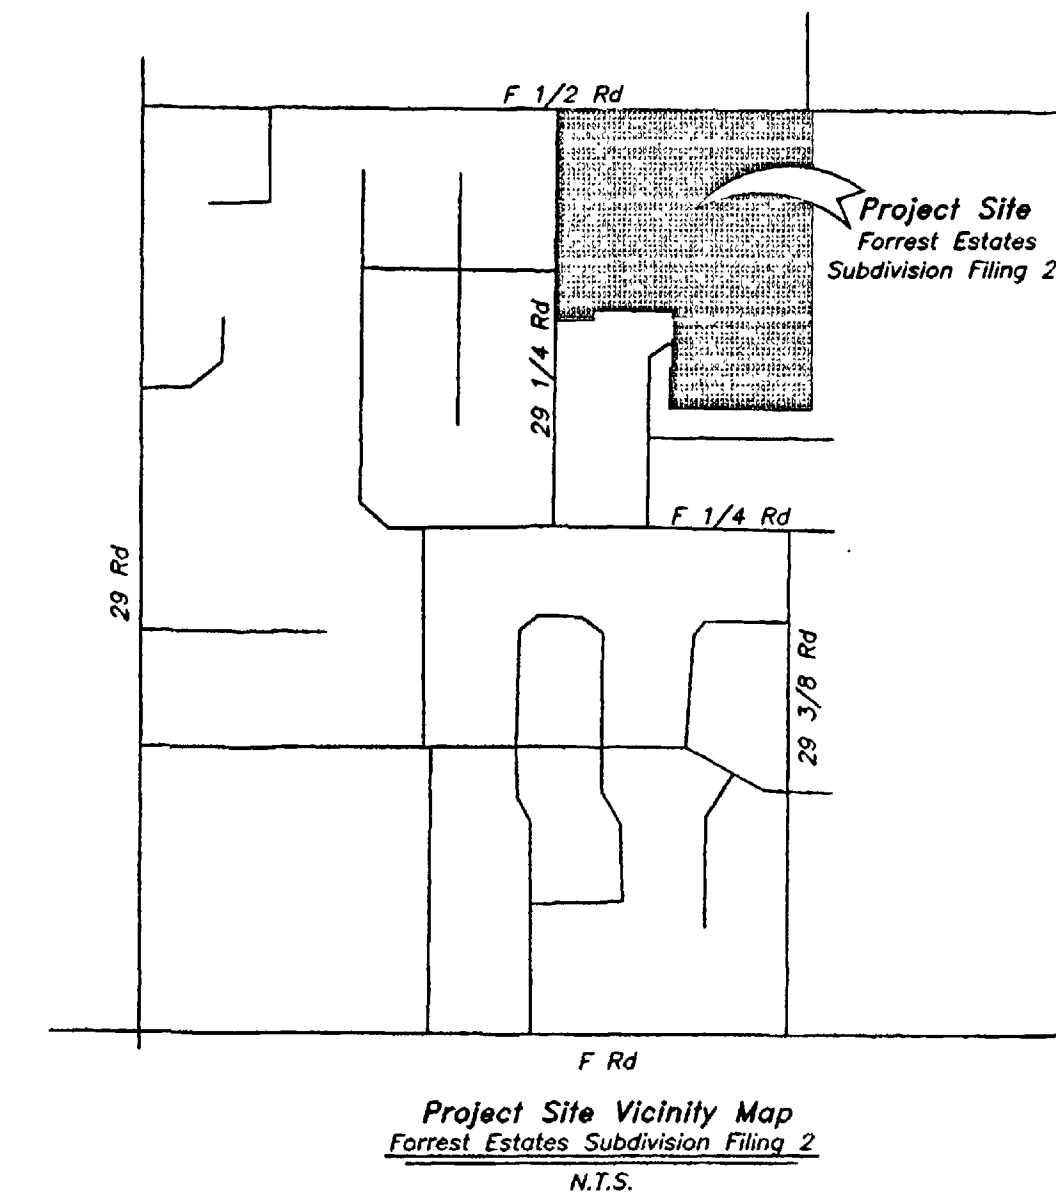 F 1/2 Rd
Project Site
Forrest Estates
Subdivision Filing 2
29 1/4 Rd
F 1/4 Rd
29 Rd
29 3/8 Rd
F Rd
Project Site Vicinity Map
Forrest Estates Subdivision Filing 2
N.T.S.